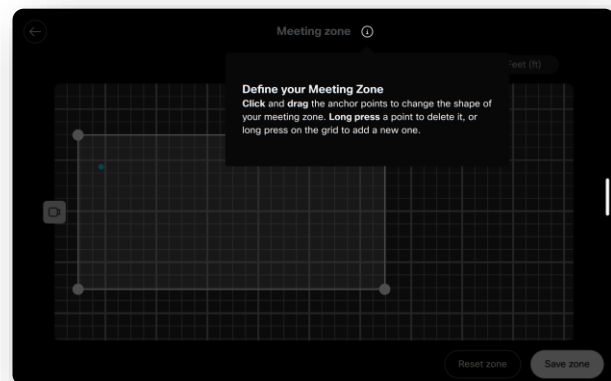 Meeting zone
Feet (ft)
Define your Meeting Zone
Click and drag the anchor points to change the shape of
your meeting zone. Long press a point to delete it, or
long press on the grid to add a new one.
Reset zone
Save zone